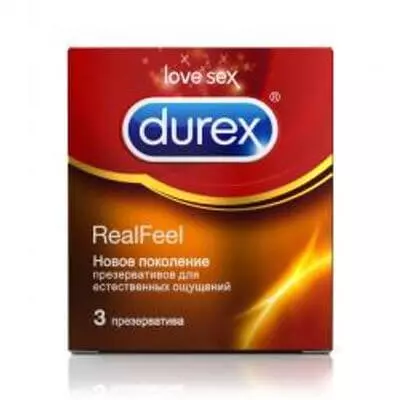 love sex
durex®
RealFeel
Новое поколение
презервативов для
естественных ощущений
3 презерватива